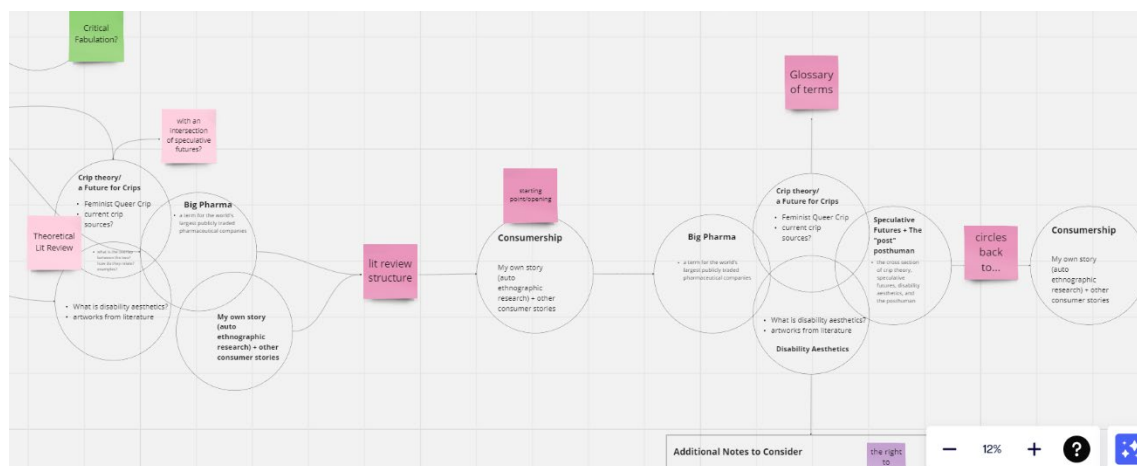 Critical
Fabulation?
with an
intersection
of speculative
futures?
Crip theory/
a Future for Crips
Feminist Queer Crip
current crip
sources?
Theoretical
Lit Review
What is disability aesthetics?
artworks from literature
Big Pharma
a term for the world's
largest publicly traded
pharmaceutical companies
My own story
(auto
ethnographic
research) + other
consumer stories
lit review
structure
starting
point/opening
Consumership
My own story
(auto
ethnographic
research) + other
consumer stories
Big Pharma
a term for the world's
largest publicly traded
pharmaceutical companies
Glossary
of terms
Crip theory/
a Future for Crips
Feminist Queer Crip
current crip
sources?
Speculative
Futures + The
"post"
posthuman
the cross section
of crip theory,
speculative
futures, disability
aesthetics, and
the posthuman
What is disability aesthetics?
artworks from literature
Disability Aesthetics
circles
back
to...
Consumership
My own story
(auto
ethnographic
research) + other
consumer stories
Additional Notes to Consider
the right
to
12%